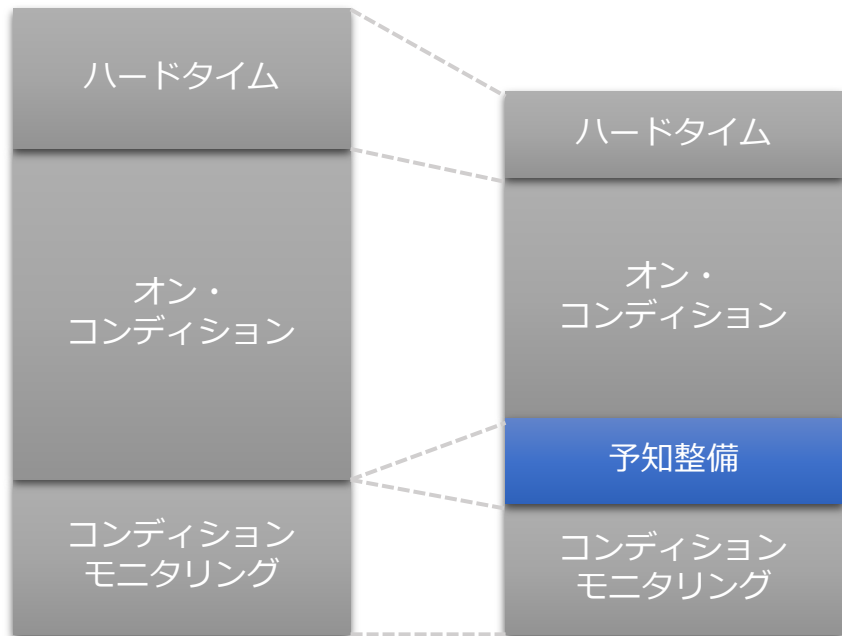 ハードタイム
オン・
コンディション
コンディション
モニタリング
ハードタイム
オン・
コンディション
予知整備
コンディション
モニタリング